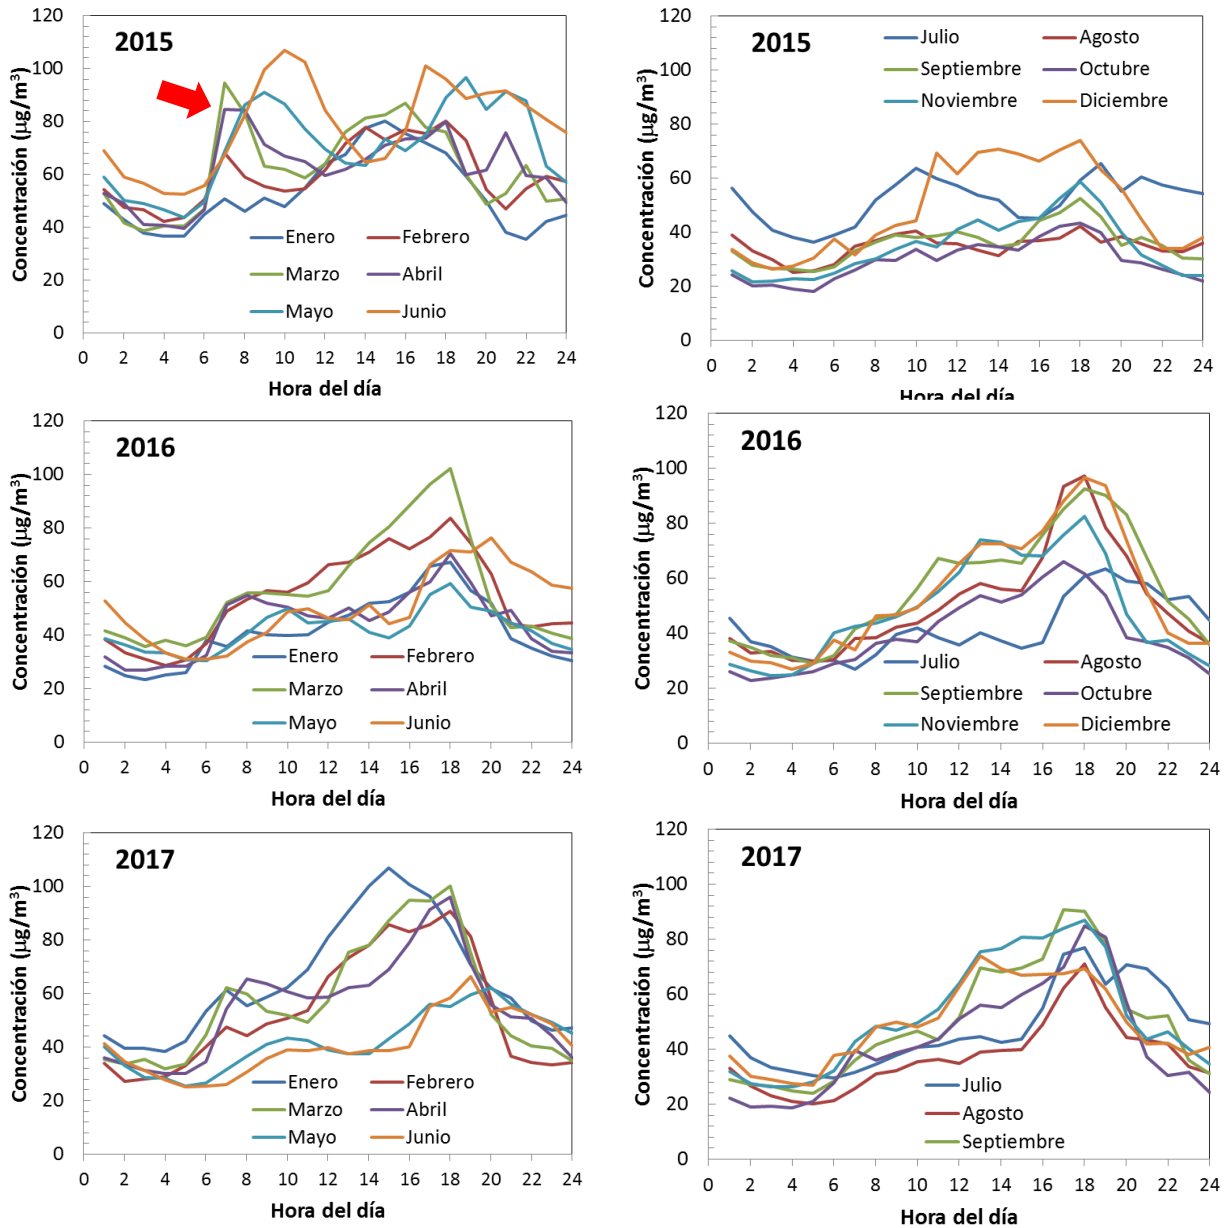 2015
Concentración (µg/m³)
120
100
80
60
40
20
0
Enero Febrero
Marzo Abril
Mayo Junio
0 2 4 6 8 10 12 14 16 18 20 22 24
Hora del día
2015
Concentración (µg/m³)
120
100
80
60
40
20
0
Julio Agosto
Septiembre Octubre
Noviembre Diciembre
0 2 4 6 8 10 12 14 16 18 20 22 24
Hora del día
2016
Concentración (µg/m³)
120
100
80
60
40
20
0
Enero Febrero
Marzo Abril
Mayo Junio
0 2 4 6 8 10 12 14 16 18 20 22 24
Hora del día
2016
Concentración (µg/m³)
120
100
80
60
40
20
0
Julio Agosto
Septiembre Octubre
Noviembre Diciembre
0 2 4 6 8 10 12 14 16 18 20 22 24
Hora del día
2017
Concentración (µg/m³)
120
100
80
60
40
20
0
Enero Febrero
Marzo Abril
Mayo Junio
0 2 4 6 8 10 12 14 16 18 20 22 24
Hora del día
2017
Concentración (µg/m³)
120
100
80
60
40
20
0
Julio
Agosto
Septiembre
0 2 4 6 8 10 12 14 16 18 20 22 24
Hora del día